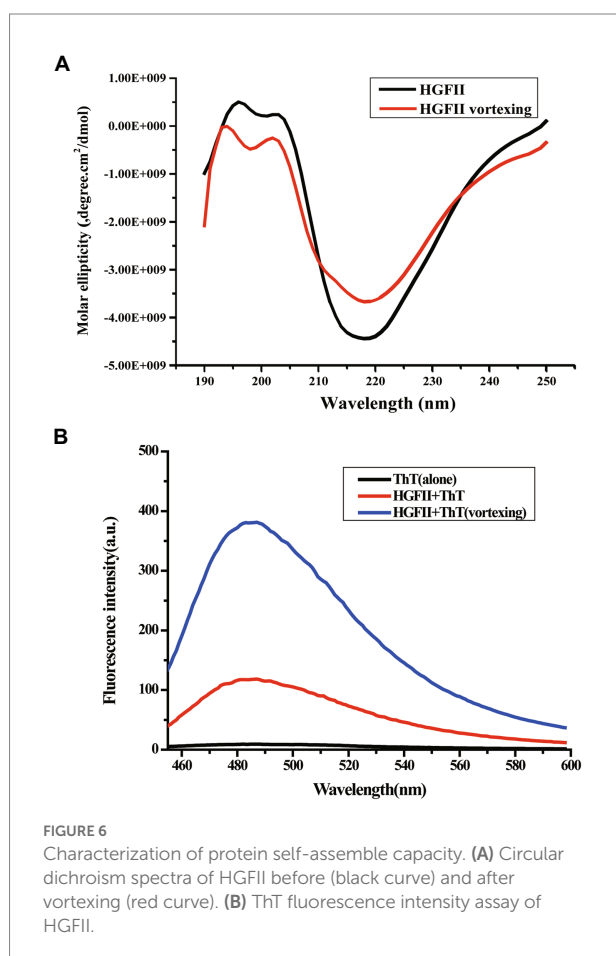 A
1.00E+009
0.00E+000
-1.00E+009
-2.00E+009
-3.00E+009
-4.00E+009
-5.00E+009
Molar ellipticity (,degree.cm²/dmol)
HGFII
HGFII vortexing
190 200 210 220 230 240 250
Wavelength (nm)
B
500
400
300
200
100
0
Fluorescence intensity(a.u.)
ThT(alone)
HGFII+ThT
HGFII+ThT(vortexing)
460 480 500 520 540 560 580 600
Wavelength(nm)
FIGURE 6
Characterization of protein self-assemble capacity. (A) Circular
dichroism spectra of HGFII before (black curve) and after
vortexing (red curve). (B) ThT fluorescence intensity assay of
HGFII.